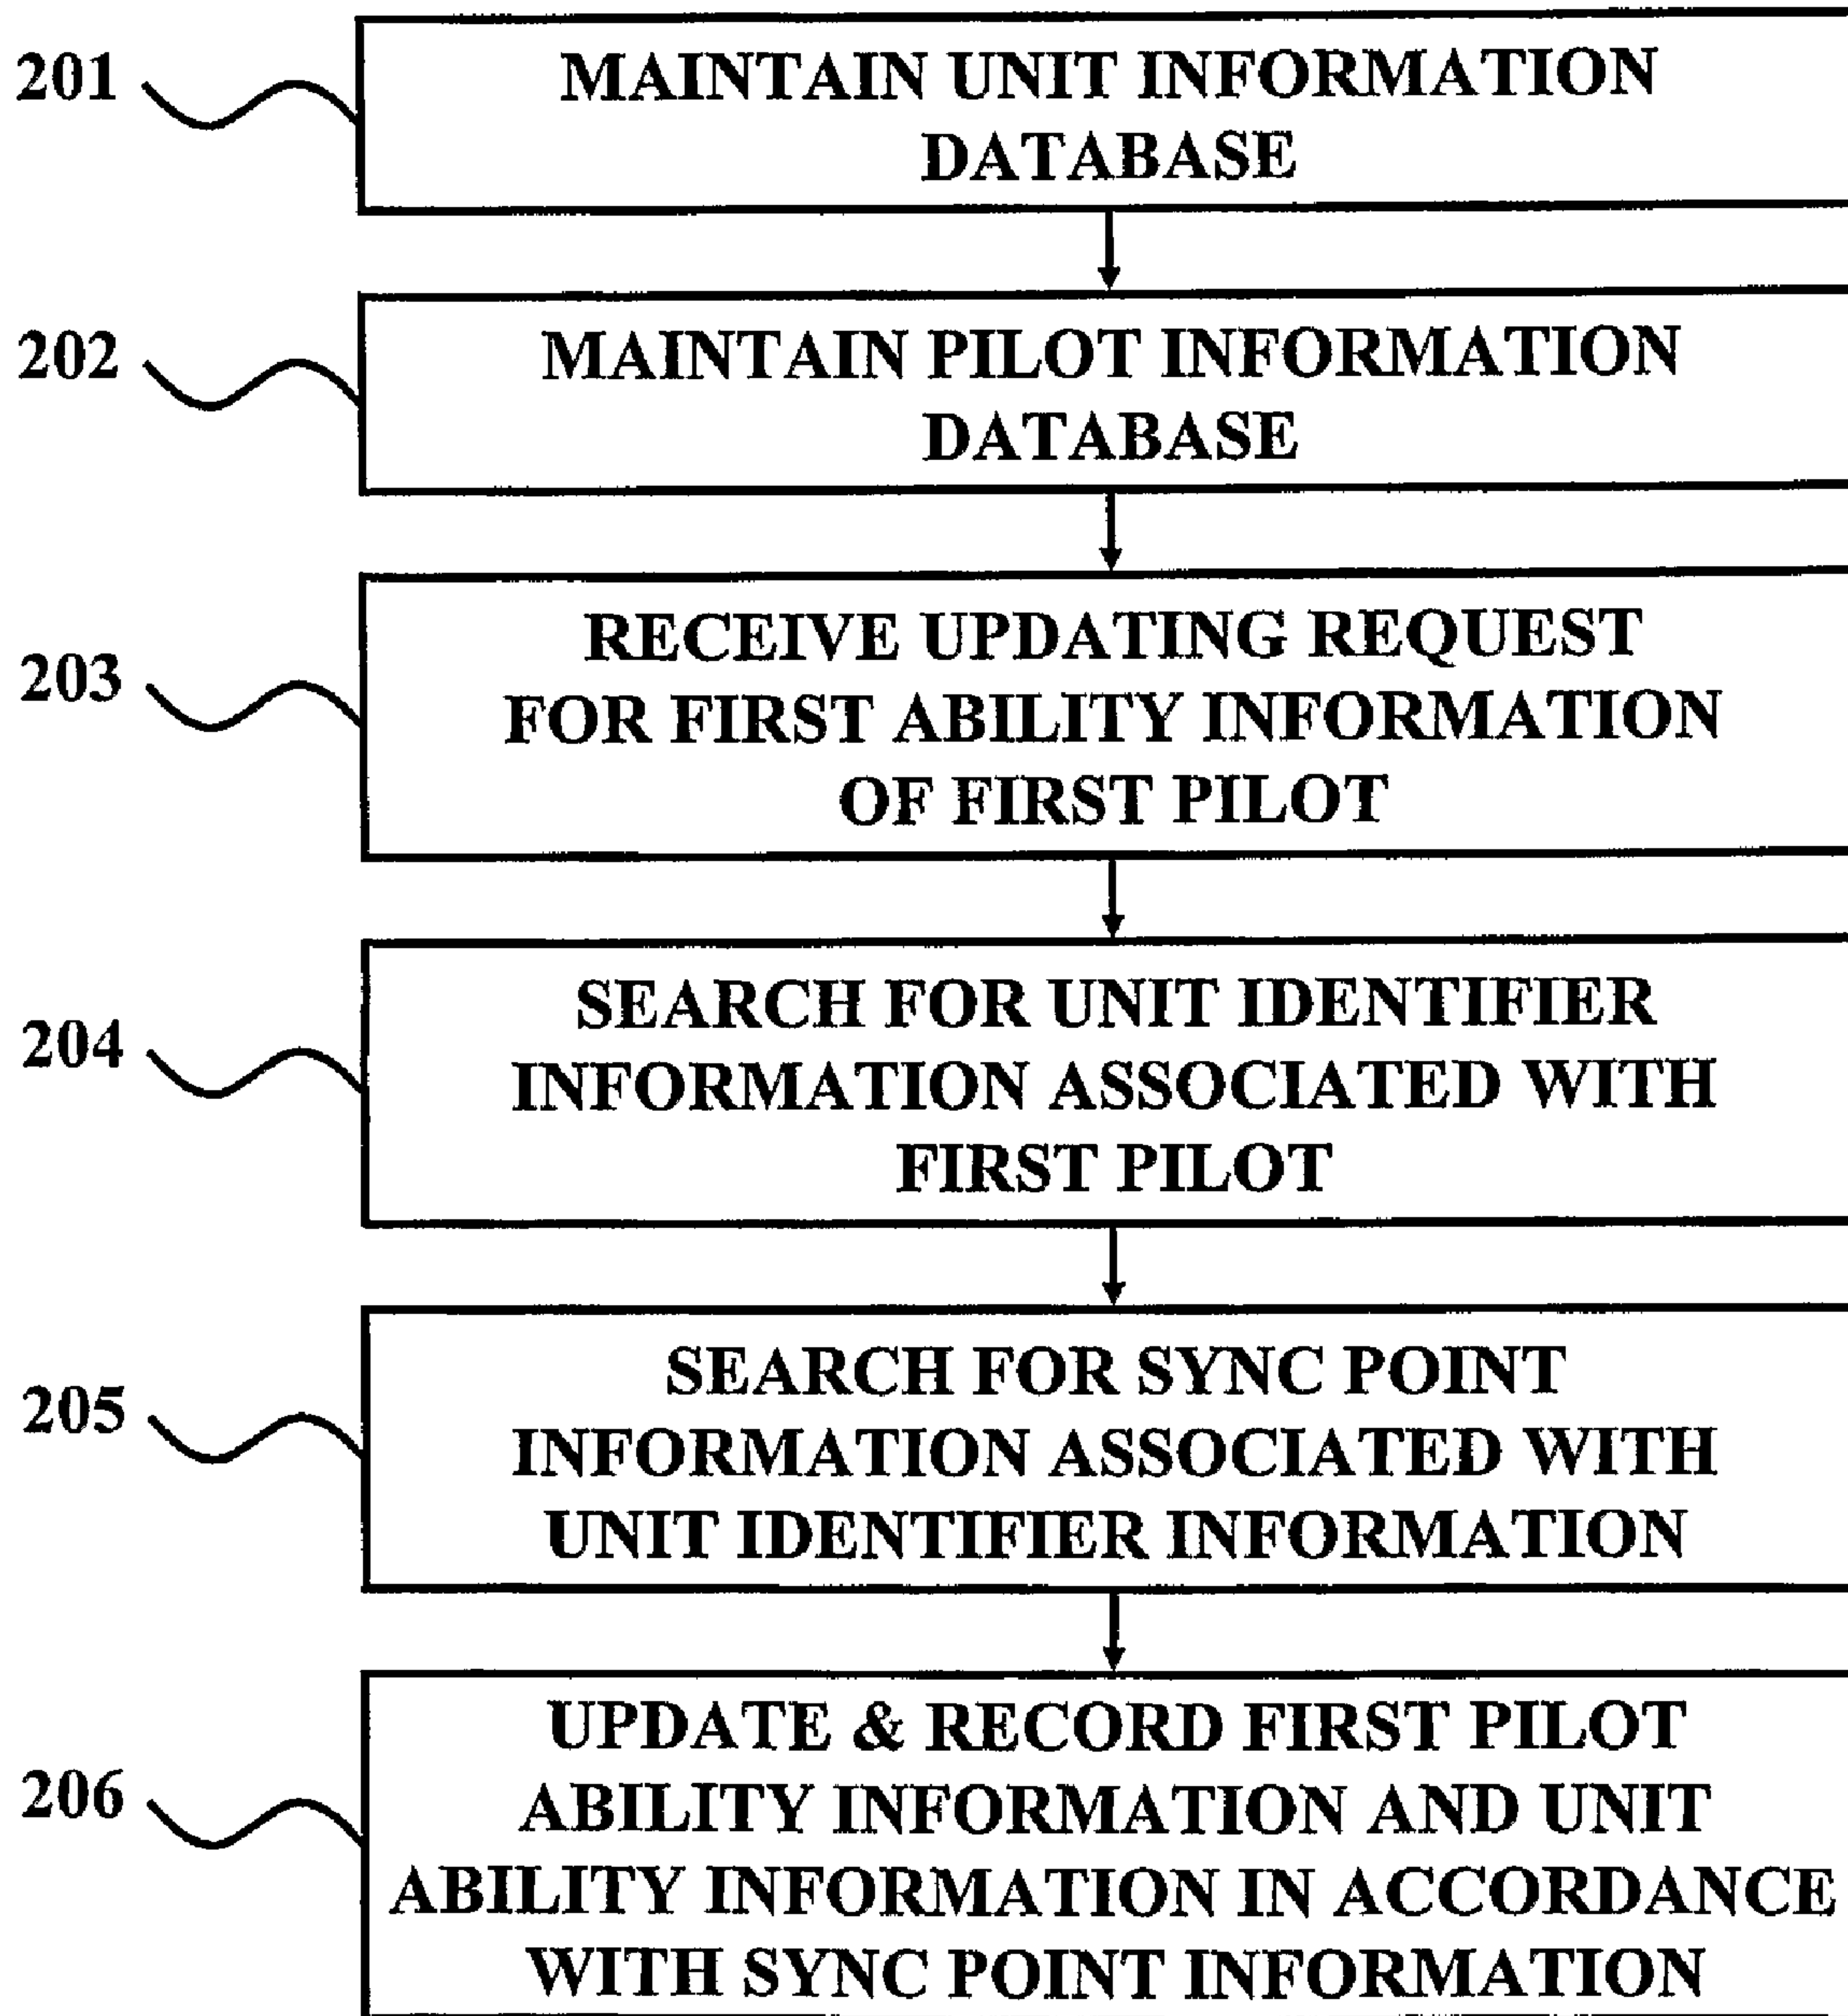 201
MAINTAIN UNIT INFORMATION
DATABASE
202
MAINTAIN PILOT INFORMATION
DATABASE
203
RECEIVE UPDATING REQUEST
FOR FIRST ABILITY INFORMATION
OF FIRST PILOT
204
SEARCH FOR UNIT IDENTIFIER
INFORMATION ASSOCIATED WITH
FIRST PILOT
205
SEARCH FOR SYNC POINT
INFORMATION ASSOCIATED WITH
UNIT IDENTIFIER INFORMATION
206
UPDATE & RECORD FIRST PILOT
ABILITY INFORMATION AND UNIT
ABILITY INFORMATION IN ACCORDANCE
WITH SYNC POINT INFORMATION